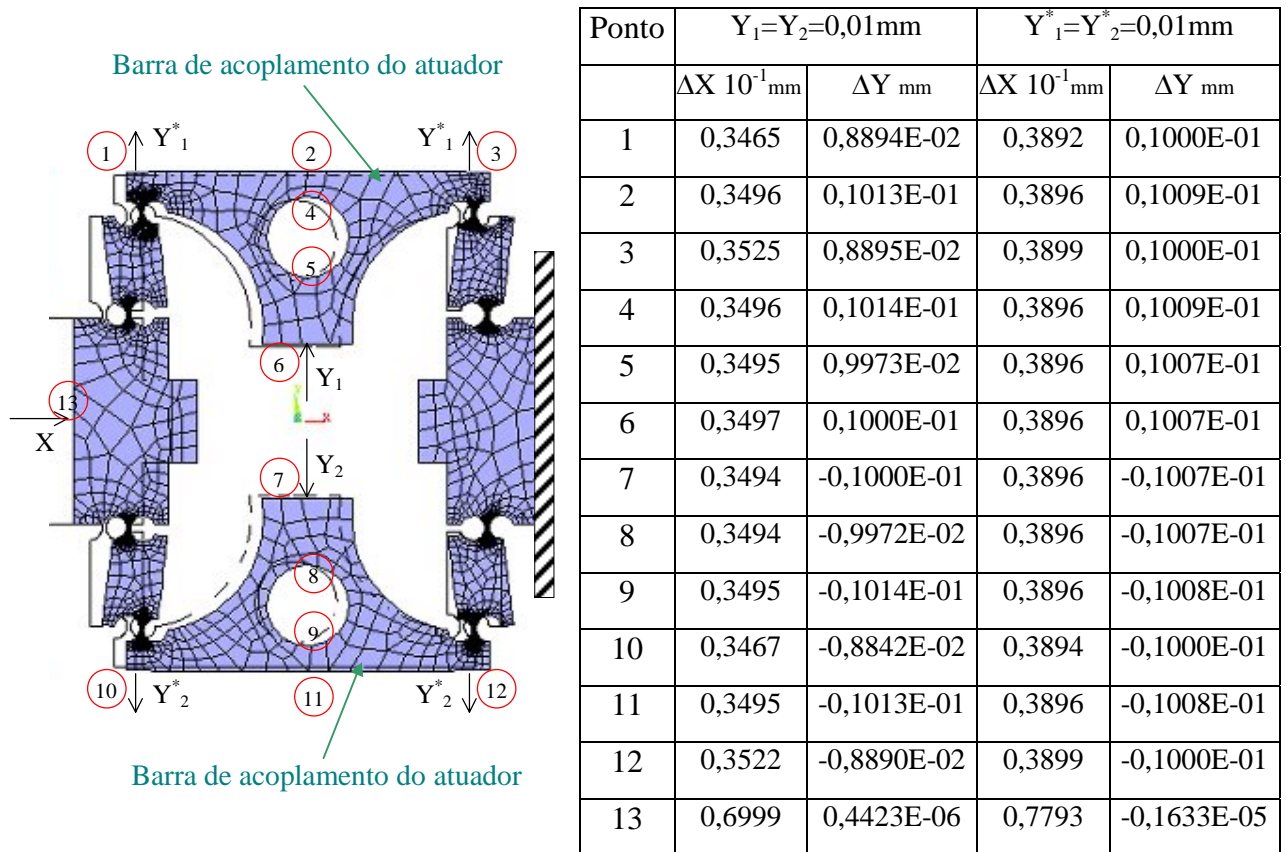 Barra de acoplamento do atuador
1 Y*1 2 Y*1 3
4
5
6 Y1
13
X
7 Y2
8
9
10 Y*2 11 Y*2 12
Barra de acoplamento do atuador
Ponto Y1=Y2=0,01mm Y*1=Y*2=0,01mm
ΔX 10-1mm ΔY mm ΔX 10-1mm ΔY mm
1 0,3465 0,8894E-02 0,3892 0,1000E-01
2 0,3496 0,1013E-01 0,3896 0,1009E-01
3 0,3525 0,8895E-02 0,3899 0,1000E-01
4 0,3496 0,1014E-01 0,3896 0,1009E-01
5 0,3495 0,9973E-02 0,3896 0,1007E-01
6 0,3497 0,1000E-01 0,3896 0,1007E-01
7 0,3494 -0,1000E-01 0,3896 -0,1007E-01
8 0,3494 -0,9972E-02 0,3896 -0,1007E-01
9 0,3495 -0,1014E-01 0,3896 -0,1008E-01
10 0,3467 -0,8842E-02 0,3894 -0,1000E-01
11 0,3495 -0,1013E-01 0,3896 -0,1008E-01
12 0,3522 -0,8890E-02 0,3899 -0,1000E-01
13 0,6999 0,4423E-06 0,7793 -0,1633E-05